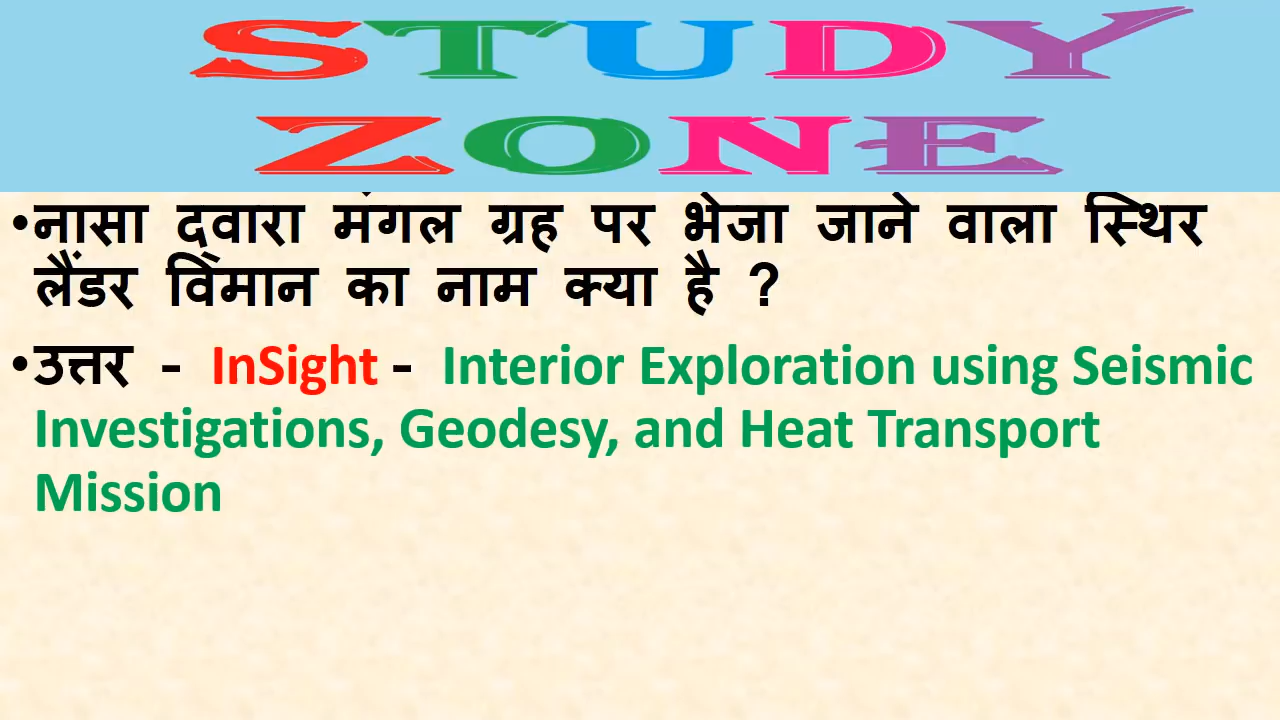 STUDY
ZONE
•नासा द्वारा मंगल ग्रह पर भेजा जाने वाला स्थिर
लैंडर विमान का नाम क्या है ?
•उत्तर - InSight - Interior Exploration using Seismic
Investigations, Geodesy, and Heat Transport
Mission